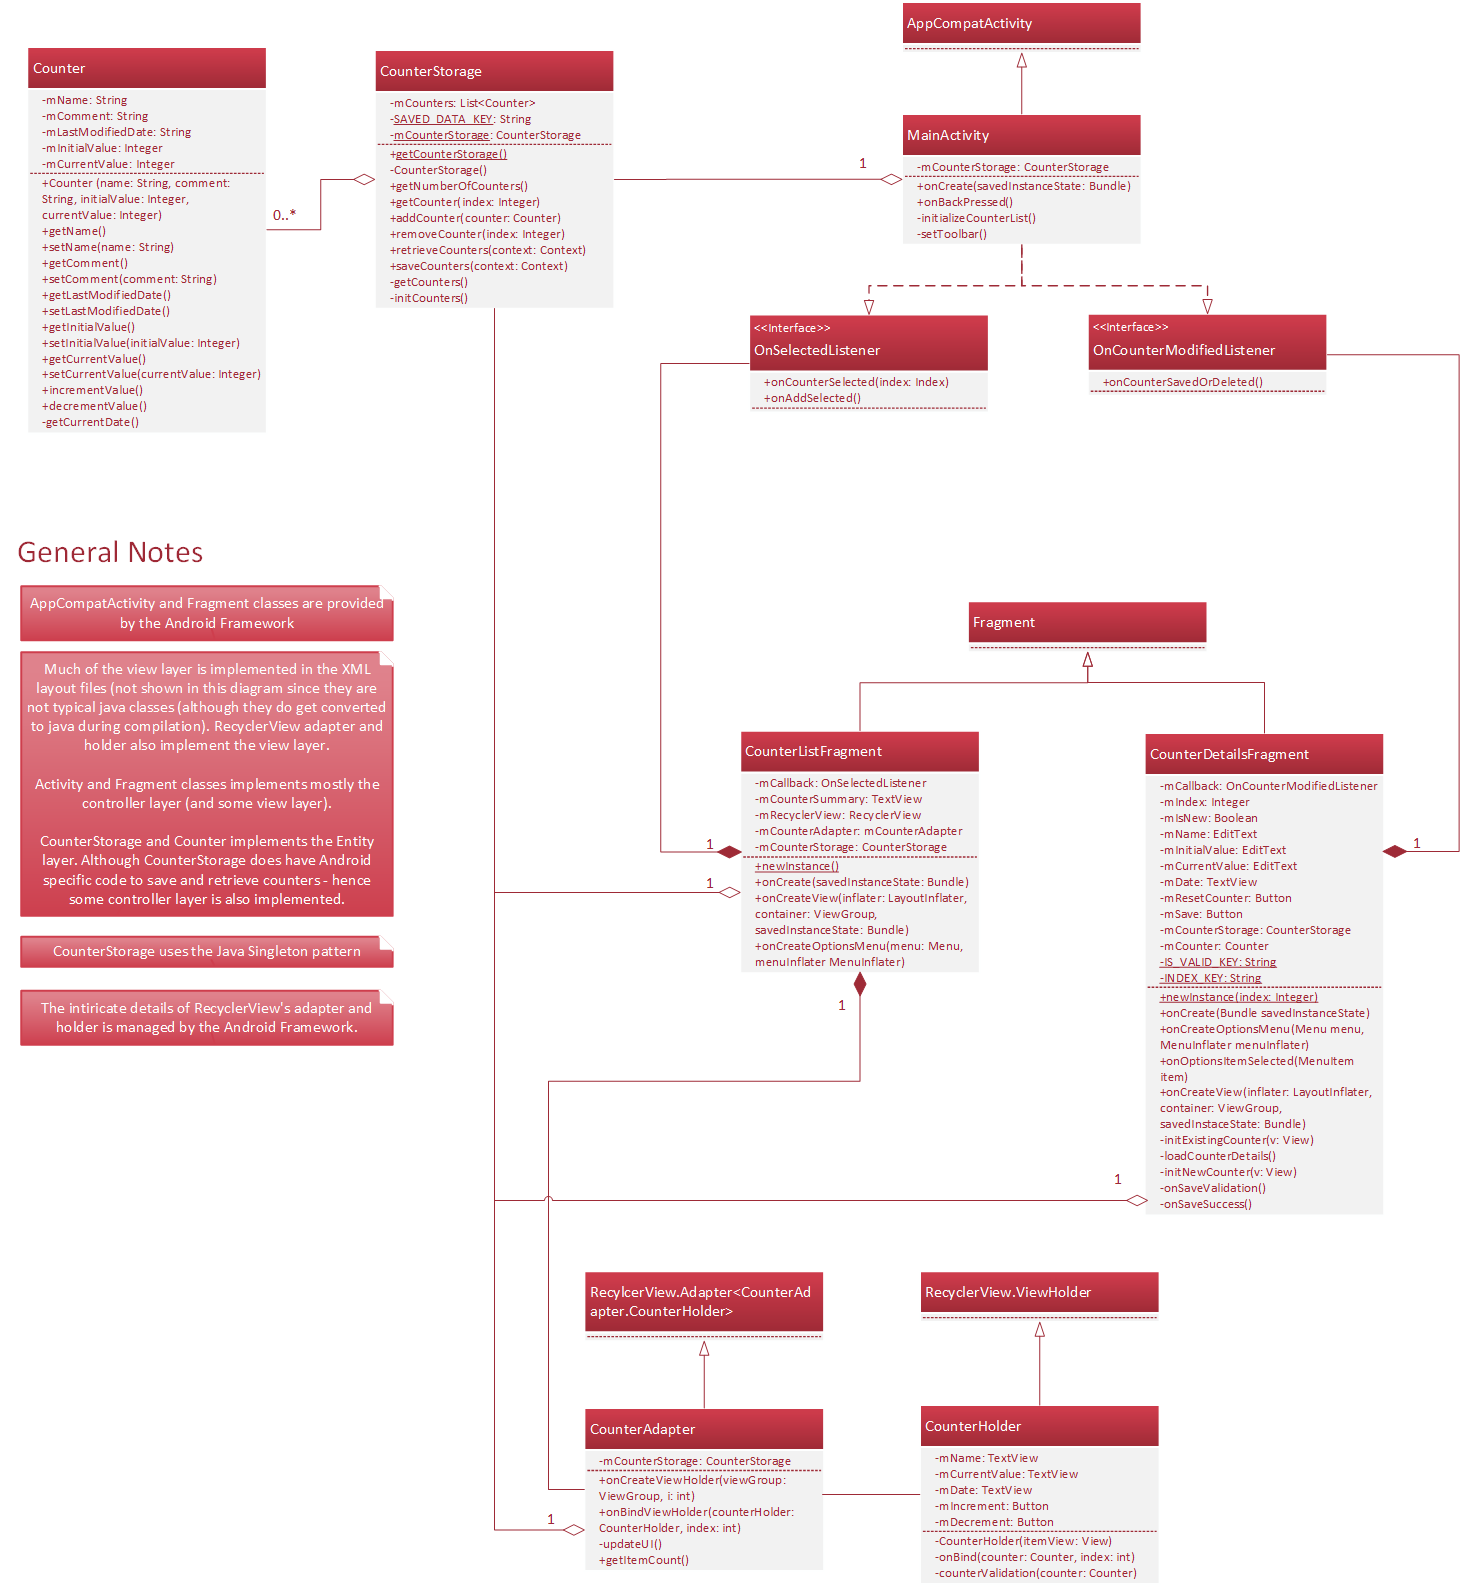 Counter
-mName: String
-mComment: String
-mLastModifiedDate: String
-mInitialValue: Integer
-mCurrentValue: Integer
+Counter (name: String, comment:
String, initialValue: Integer,
currentValue: Integer)
+getName()
+setName(name: String)
+getComment()
+setComment(comment: String)
+getLastModifiedDate()
+setLastModifiedDate()
+getInitialValue()
+setInitialValue(initialValue: Integer)
+getCurrentValue()
+setCurrentValue(currentValue: Integer)
+incrementValue()
+decrementValue()
-getCurrentDate()
0..*
CounterStorage
-mCounters: List<Counter>
-SAVED_DATA_KEY: String
-mCounterStorage: CounterStorage
+getCounterStorage()
-CounterStorage()
+getNumberOfCounters()
+getCounter(index: Integer)
+addCounter(counter: Counter)
+removeCounter(index: Integer)
+retrieveCounters(context: Context)
+saveCounters(context: Context)
-getCounters()
-initCounters()
1
AppCompatActivity
MainActivity
-mCounterStorage: CounterStorage
+onCreate(savedInstanceState: Bundle)
+onBackPressed()
-initializeCounterList()
-setToolbar()
<<Interface>>
OnSelectedListener
+onCounterSelected(index: Index)
+onAddSelected()
<<Interface>>
OnCounterModifiedListener
+onCounterSavedOrDeleted()
General Notes
AppCompatActivity and Fragment classes are provided
by the Android Framework
Much of the view layer is implemented in the XML
layout files (not shown in this diagram since they are
not typical java classes (although they do get converted
to java during compilation). RecyclerView adapter and
holder also implement the view layer.
Activity and Fragment classes implements mostly the
controller layer (and some view layer).
CounterStorage and Counter implements the Entity
layer. Although CounterStorage does have Android
specific code to save and retrieve counters - hence
some controller layer is also implemented.
CounterStorage uses the Java Singleton pattern
The intiricate details of RecyclerView's adapter and
holder is managed by the Android Framework.
Fragment
CounterListFragment
-mCallback: OnSelectedListener
-mCounterSummary: TextView
-mRecyclerView: RecyclerView
-mCounterAdapter: mCounterAdapter
-mCounterStorage: CounterStorage
+newInstance()
+onCreate(savedInstanceState: Bundle)
+onCreateView(inflater: LayoutInflater,
container: ViewGroup,
savedInstanceState: Bundle)
+onCreateOptionsMenu(menu: Menu,
menuInflater MenuInflater)
1
1
1
CounterDetailsFragment
-mCallback: OnCounterModifiedListener
-mIndex: Integer
-mIsNew: Boolean
-mName: EditText
-mInitialValue: EditText
-mCurrentValue: EditText
-mDate: TextView
-mResetCounter: Button
-mSave: Button
-mCounterStorage: CounterStorage
-mCounter: Counter
-IS_VALID_KEY: String
-INDEX_KEY: String
+newInstance(index: Integer)
+onCreate(Bundle savedInstanceState)
+onCreateOptionsMenu(Menu menu,
MenuInflater menuInflater)
+onOptionsItemSelected(MenuItem
item)
+onCreateView(inflater: LayoutInflater,
container: ViewGroup,
savedInstaceState: Bundle)
-initExistingCounter(v: View)
-loadCounterDetails()
-initNewCounter(v: View)
-onSaveValidation()
-onSaveSuccess()
1
1
RecylcerView.Adapter<CounterAd
apter.CounterHolder>
RecyclerView.ViewHolder
CounterAdapter
-mCounterStorage: CounterStorage
+onCreateViewHolder(viewGroup:
ViewGroup, i: int)
+onBindViewHolder(counterHolder:
CounterHolder, index: int)
-updateUI()
+getItemCount()
1
CounterHolder
-mName: TextView
-mCurrentValue: TextView
-mDate: TextView
-mIncrement: Button
-mDecrement: Button
-CounterHolder(itemView: View)
-onBind(counter: Counter, index: int)
-counterValidation(counter: Counter)